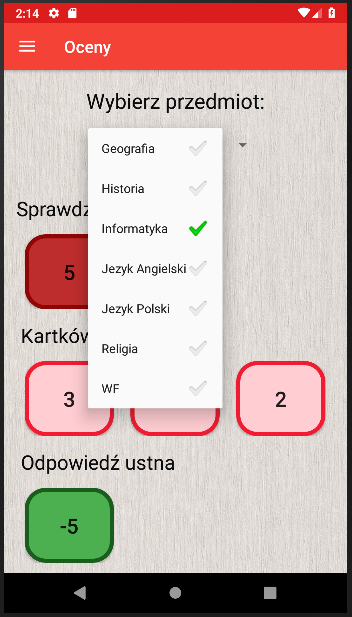 2:14
Oceny
Wybierz przedmiot:
Geografia
Historia
Informatyka
Jezyk Angielski
Jezyk Polski
Religia
WF
Sprawdz
5
Kartków
3
2
Odpowiedź ustna
-5